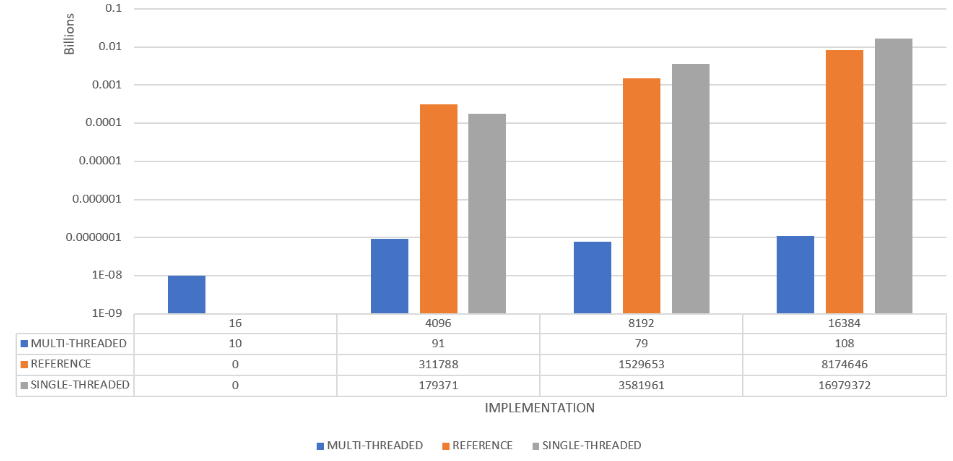 Billions
0.1
0.01
0.001
0.0001
0.00001
0.000001
0.0000001
1E-08
1E-09
16 4096 8192 16384
MULTI-THREADED 10 91 79 108
REFERENCE 0 311788 1529653 8174646
SINGLE-THREADED 0 179371 3581961 16979372
IMPLEMENTATION
MULTI-THREADED REFERENCE SINGLE-THREADED